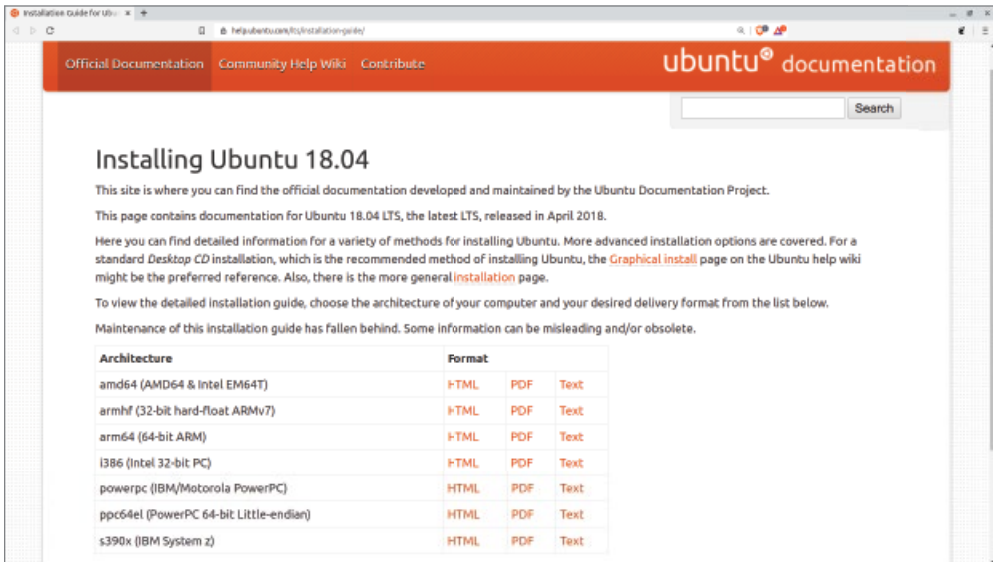 Installation Guide for Ubu
help.ubuntu.com/lts/installation-guide/
Official Documentation Community Help Wiki Contribute
ubuntu® documentation
Search
Installing Ubuntu 18.04
This site is where you can find the official documentation developed and maintained by the Ubuntu Documentation Project.
This page contains documentation for Ubuntu 18.04 LTS, the latest LTS, released in April 2018.
Here you can find detailed information for a variety of methods for installing Ubuntu. More advanced installation options are covered. For a
standard Desktop CD installation, which is the recommended method of installing Ubuntu, the Graphical install page on the Ubuntu help wiki
might be the preferred reference. Also, there is the more general installation page.
To view the detailed installation guide, choose the architecture of your computer and your desired delivery format from the list below.
Maintenance of this installation guide has fallen behind. Some information can be misleading and/or obsolete.
Architecture Format
amd64 (AMD64 & Intel EM64T) HTML PDF Text
armhf (32-bit hard-float ARMv7) HTML PDF Text
arm64 (64-bit ARM) HTML PDF Text
i386 (Intel 32-bit PC) HTML PDF Text
powerpc (IBM/Motorola PowerPC) HTML PDF Text
ppc64el (PowerPC 64-bit Little-endian) HTML PDF Text
s390x (IBM System z) HTML PDF Text